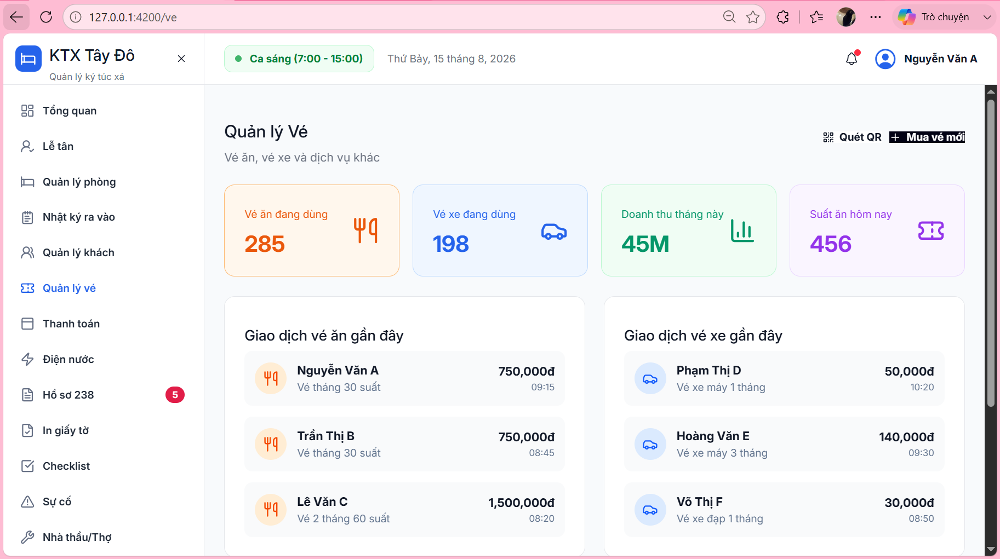 127.0.0.1:4200/ve
Trò chuyện
KTX Tây Đô
Quản lý ký túc xá
Ca sáng (7:00 - 15:00)
Thứ Bảy, 15 tháng 8, 2026
Nguyễn Văn A
Tổng quan
Lễ tân
Quản lý phòng
Nhật ký ra vào
Quản lý khách
Quản lý vé
Thanh toán
Điện nước
Hồ sơ 238
5
In giấy tờ
Checklist
Sự cố
Nhà thầu/Thợ
Quản lý Vé
Vé ăn, vé xe và dịch vụ khác
Quét QR
Mua vé mới
Vé ăn đang dùng
285
Vé xe đang dùng
198
Doanh thu tháng này
45M
Suất ăn hôm nay
456
Giao dịch vé ăn gần đây
Nguyễn Văn A
750,000đ
Vé tháng 30 suất
09:15
Trần Thị B
750,000đ
Vé tháng 30 suất
08:45
Lê Văn C
1,500,000đ
Vé 2 tháng 60 suất
08:20
Giao dịch vé xe gần đây
Phạm Thị D
50,000đ
Vé xe máy 1 tháng
10:20
Hoàng Văn E
140,000đ
Vé xe máy 3 tháng
09:30
Võ Thị F
30,000đ
Vé xe đạp 1 tháng
08:50